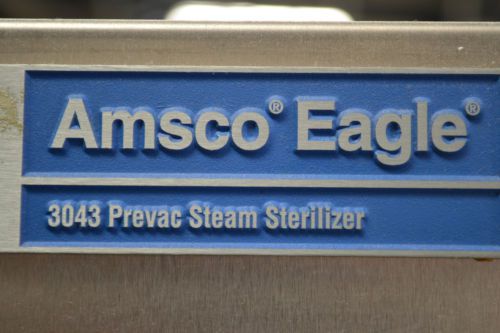 Amsco® Eagle®
3043 Prevac Steam Sterilizer